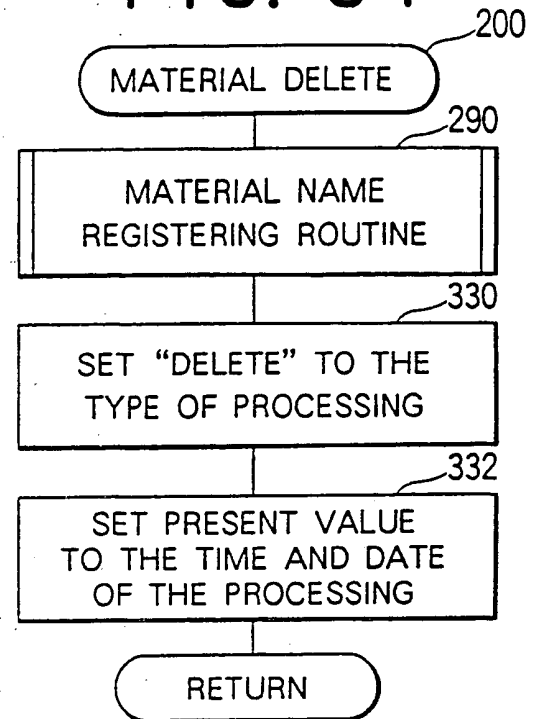 200
MATERIAL DELETE
290
MATERIAL NAME
REGISTERING ROUTINE
330
SET “DELETE” TO THE
TYPE OF PROCESSING
332
SET PRESENT VALUE
TO THE TIME AND DATE
OF THE PROCESSING
RETURN